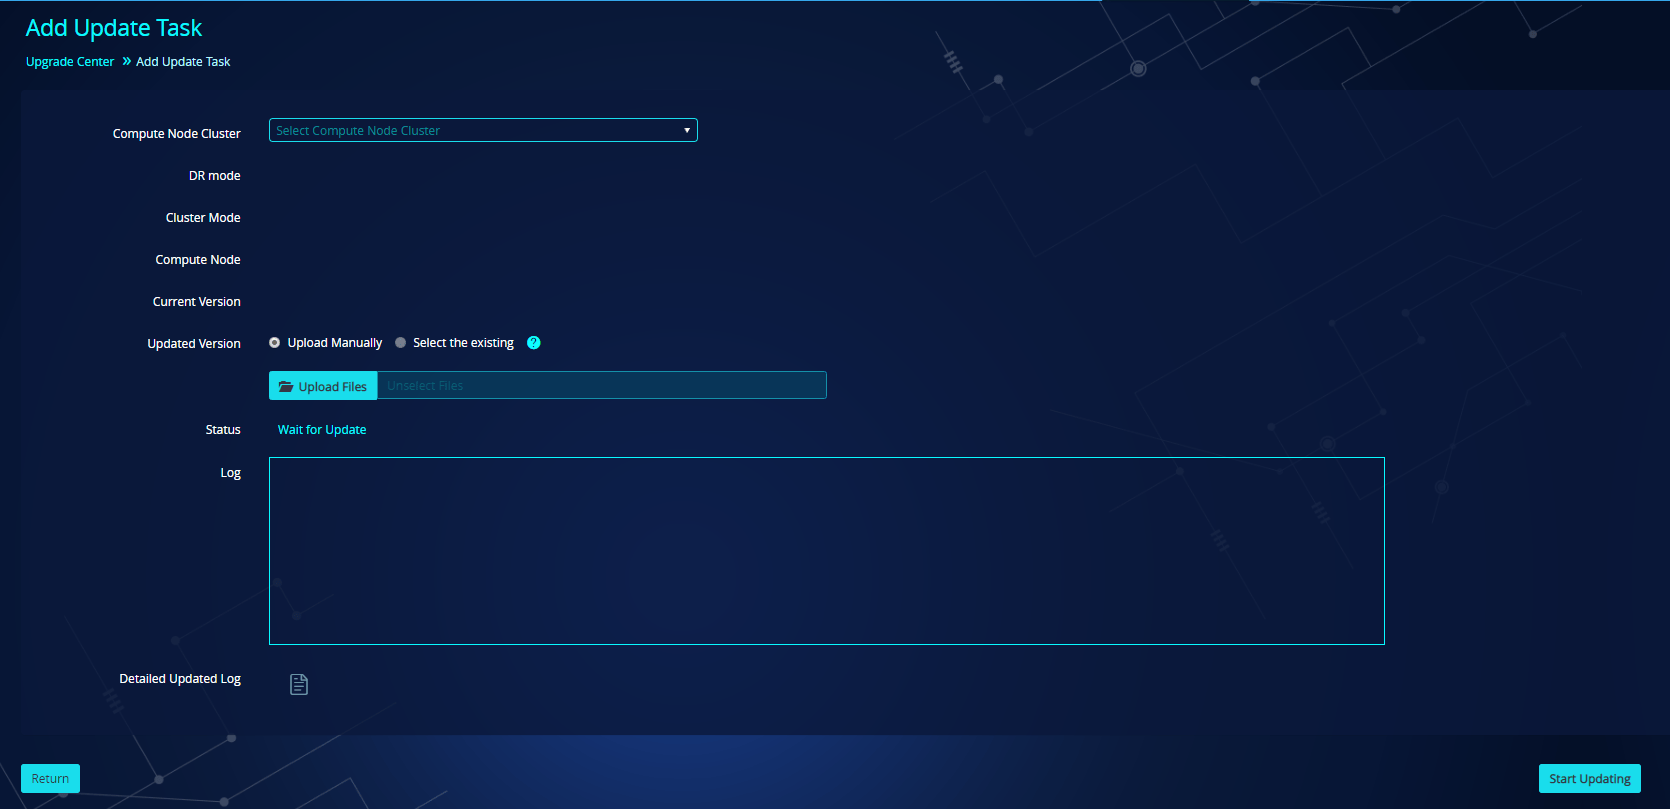 Add Update Task
Upgrade Center » Add Update Task
Compute Node Cluster Select Compute Node Cluster
DR mode
Cluster Mode
Compute Node
Current Version
Updated Version Upload Manually Select the existing ?
Upload Files Unselect Files
Status Wait for Update
Log
Detailed Updated Log
Return Start Updating